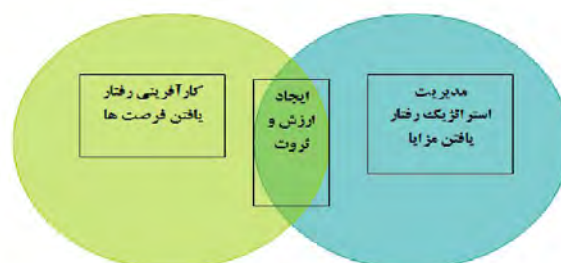 مدیریت
استراتژیک رفتار
یافتن مزایا
ایجاد
ارزش و
ثروت
کارآفرینی رفتار
یافتن فرصت ها